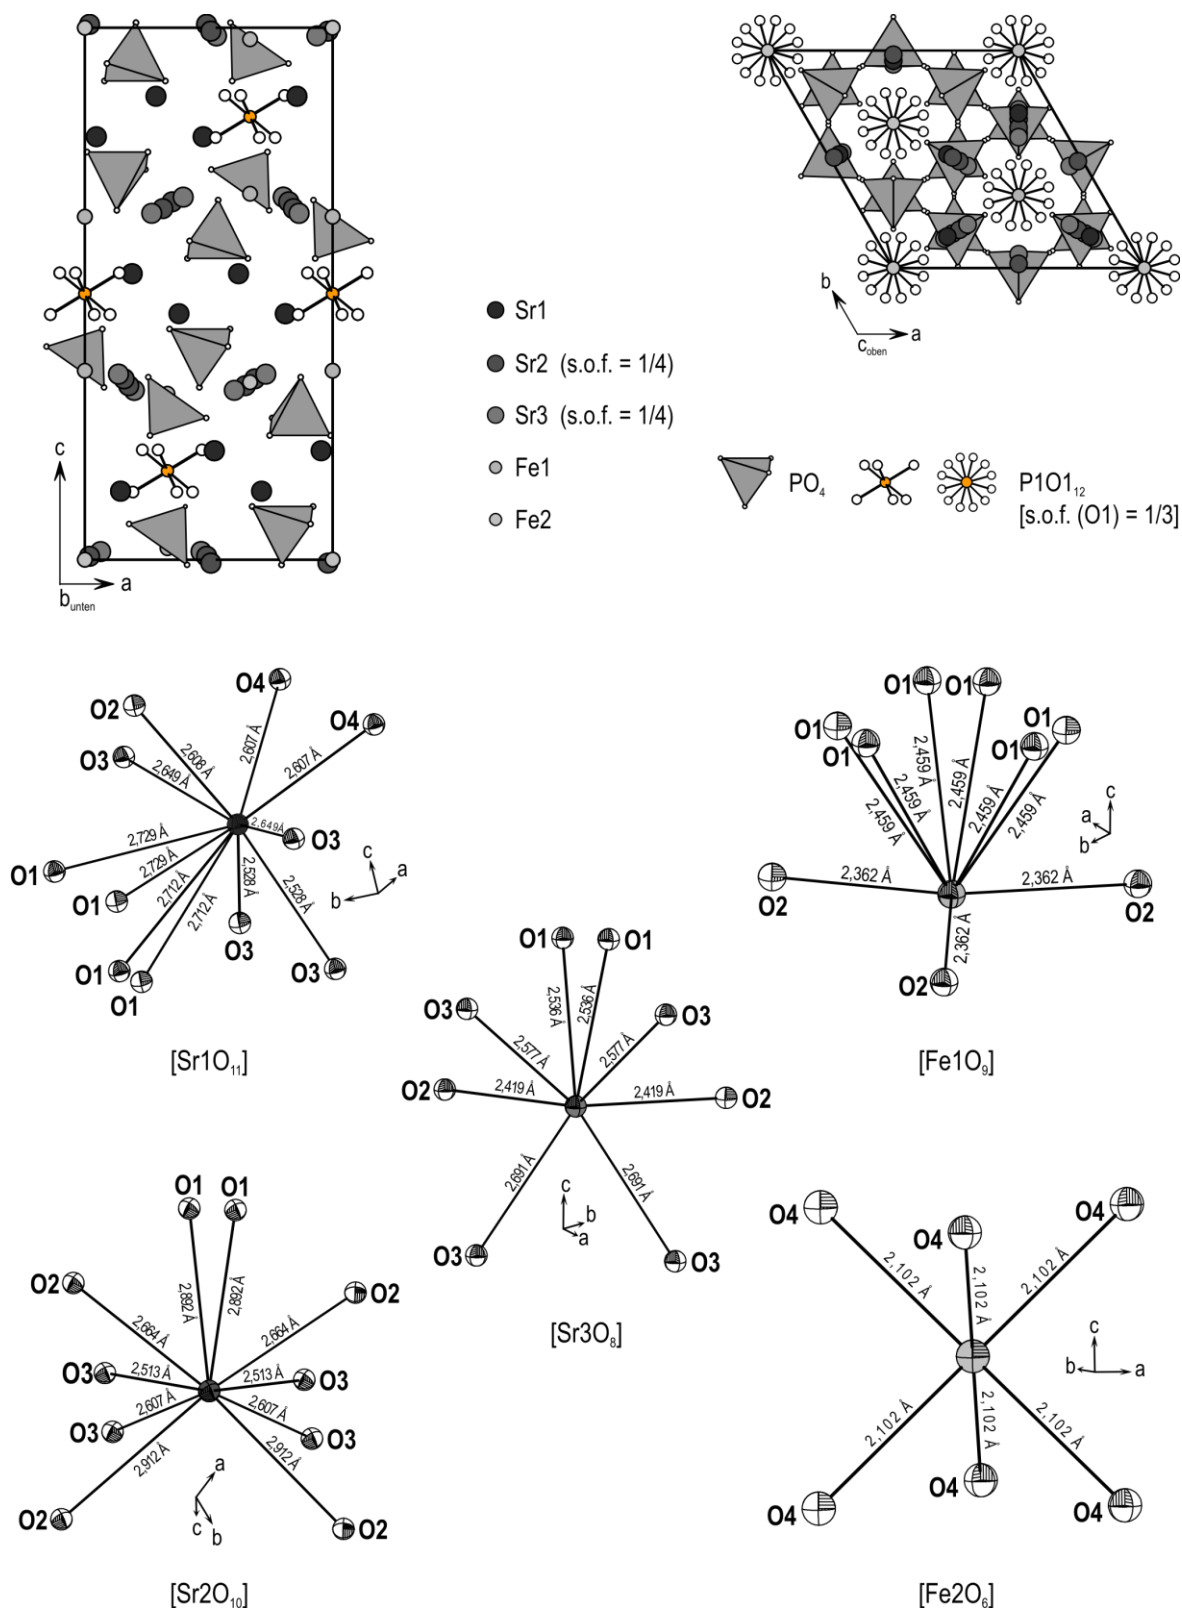 c
a
b unten
b
a
c oben
Sr1
Sr2 (s.o.f. = 1/4)
Sr3 (s.o.f. = 1/4)
Fe1
Fe2
PO4
P1O1 12
[s.o.f. (O1) = 1/3]
O4
O2
O4
O3
2,607 Å
2,608 Å
2,607 Å
2,649 Å
2,649 Å
O3
2,729 Å
O1
2,729 Å
O1
2,712 Å
2,712 Å
2,528 Å
2,528 Å
O3
O1
O1
O3
c
a
b
[Sr1O11]
O1
O1
O3
O3
2,536 Å
2,536 Å
2,577 Å
2,577 Å
O2
2,419 Å
2,419 Å
O2
2,691 Å
2,691 Å
O3
O3
c
b
a
[Sr3O8]
O1
O1
O1
O1
O1
O1
2,459 Å
2,459 Å
2,459 Å
2,459 Å
2,459 Å
2,459 Å
c
a
b
2,362 Å
2,362 Å
O2
O2
2,362 Å
O2
[Fe1O9]
O1
O1
O2
O2
2,892 Å
2,892 Å
2,664 Å
2,664 Å
O3
2,513 Å
2,513 Å
O3
O3
2,607 Å
2,607 Å
O3
2,912 Å
2,912 Å
O2
O2
a
c
b
[Sr2O10]
O4
O4
O4
2,102 Å
2,102 Å
2,102 Å
c
b
a
2,102 Å
2,102 Å
2,102 Å
O4
O4
O4
[Fe2O6]